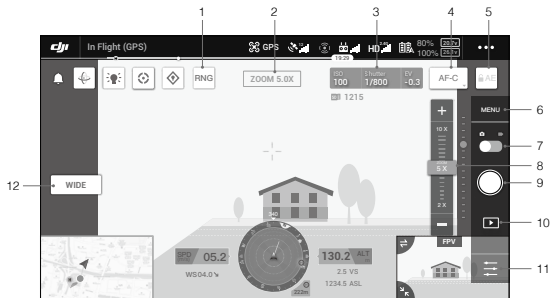 1 2 3 4 5
dji In Flight (GPS) GPS HD 80% 100%
19:29
RNG ZOOM 5.0X ISO 100 Shutter 1/800 EV -0.3 AF-C AE
1215
MENU 6
10 X
7
5 X 8
12 WIDE 9
2 X
10
340
SPD 05.2 130.2 ALT FPV
WS04.0 2.5 VS
1234.5 ASL 11